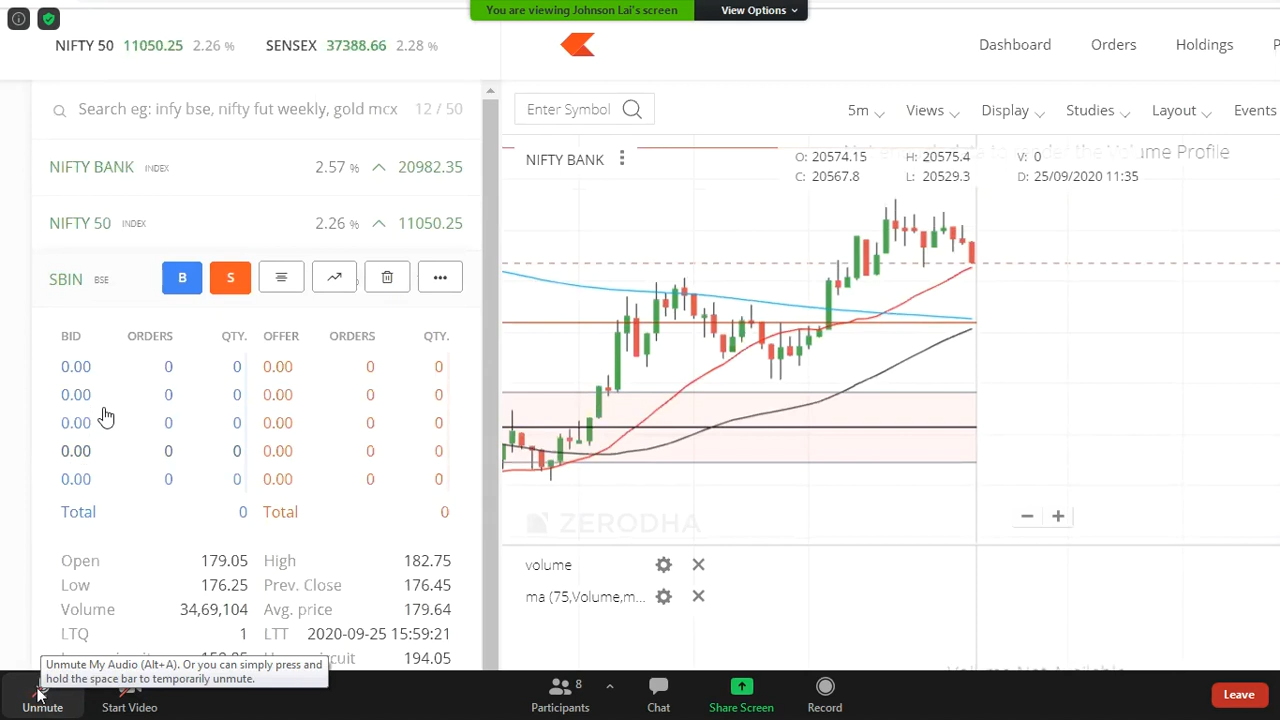 You are viewing Johnson Lai's screen View Options
NIFTY 50 11050.25 2.26 % SENSEX 37388.66 2.28 %
Dashboard Orders Holdings P
Search eg: infy bse, nifty fut weekly, gold mcx 12 / 50
Enter Symbol 5m Views Display Studies Layout Events
NIFTY BANK INDEX 2.57 % 20982.35
NIFTY BANK O: 20574.15 H: 20575.4 V: 0
C: 20567.8 L: 20529.3 D: 25/09/2020 11:35
to render the Volume Profile
NIFTY 50 INDEX 2.26 % 11050.25
SBIN BSE B S
BID ORDERS QTY. OFFER ORDERS QTY.
0.00 0 0 0.00 0 0
0.00 0 0 0.00 0 0
0.00 0 0 0.00 0 0
0.00 0 0 0.00 0 0
0.00 0 0 0.00 0 0
Total 0 Total 0
ZERODHA
Open 179.05 High 182.75
Low 176.25 Prev. Close 176.45
Volume 34,69,104 Avg. price 179.64
LTQ 1 LTT 2020-09-25 15:59:21
194.05
volume
ma (75,Volume,m...
Unmute My Audio (Alt+A). Or you can simply press and
hold the space bar to temporarily unmute.
Unmute Start Video 8 Participants Chat Share Screen Record Leave